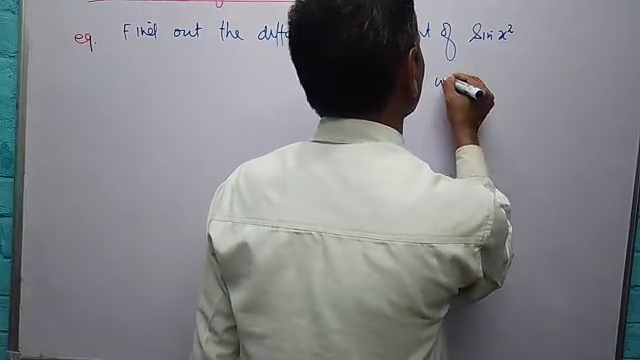 eg. Find out the of Sin x²